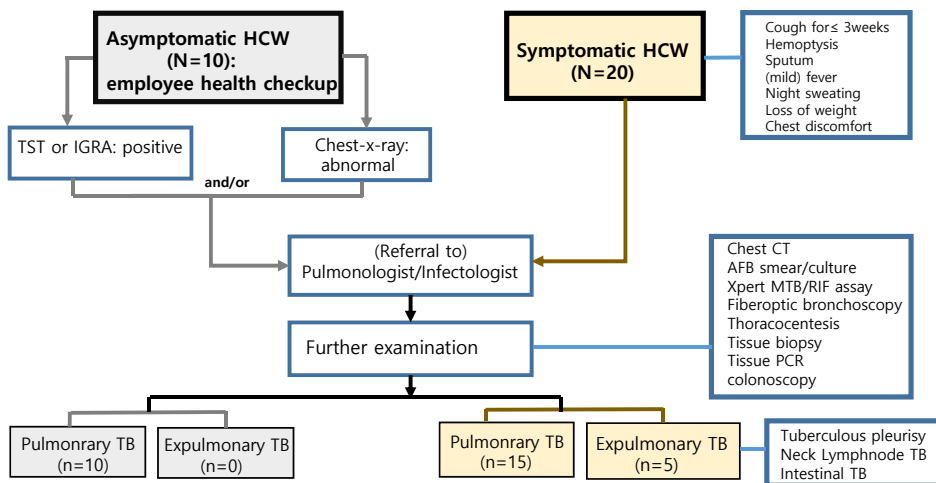 Asymptomatic HCW
(N=10):
employee health checkup
Symptomatic HCW
(N=20)
Cough for≤ 3weeks
Hemoptysis
Sputum
(mild) fever
Night sweating
Loss of weight
Chest discomfort
TST or IGRA: positive
Chest-x-ray:
abnormal
and/or
(Referral to)
Pulmonologist/Infectologist
Chest CT
AFB smear/culture
Xpert MTB/RIF assay
Fiberoptic bronchoscopy
Thoracocentesis
Tissue biopsy
Tissue PCR
colonoscopy
Further examination
Pulmonrary TB
(n=10)
Expulmonary TB
(n=0)
Pulmonrary TB
(n=15)
Expulmonary TB
(n=5)
Tuberculous pleurisy
Neck Lymphnode TB
Intestinal TB